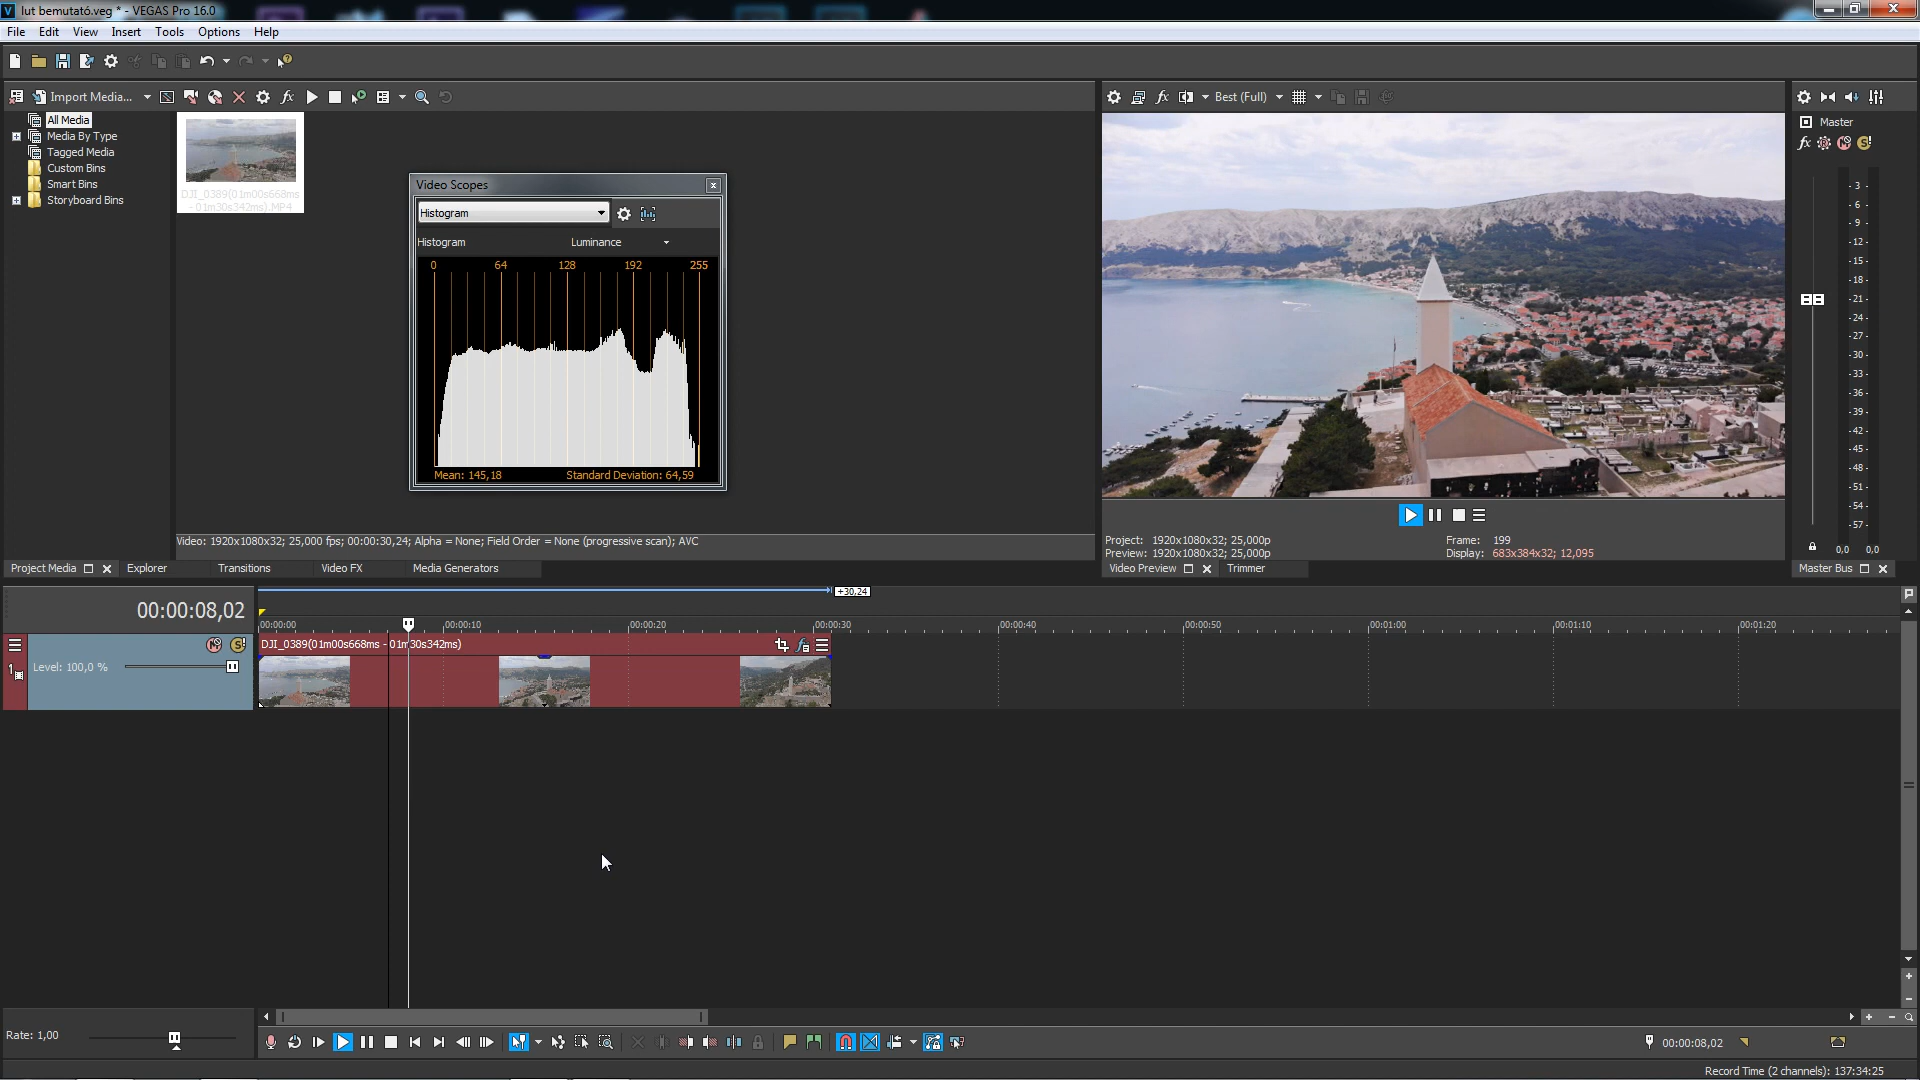 lut bemutató.veg * - VEGAS Pro 16.0
File Edit View Insert Tools Options Help
Import Media...
Best (Full)
All Media
Media By Type
Tagged Media
Custom Bins
Smart Bins
Storyboard Bins
DJI_0389(01m00s668ms
- 01m30s342ms).MP4
Video Scopes
Histogram
Histogram Luminance
0 64 128 192 255
Mean: 145,18 Standard Deviation: 64,59
Master
- 3 -
- 6 -
- 9 -
- 12 -
- 15 -
- 18 -
- 21 -
- 24 -
- 27 -
- 30 -
- 33 -
- 36 -
- 39 -
- 42 -
- 45 -
- 48 -
- 51 -
- 54 -
- 57 -
0,0 0,0
Video: 1920x1080x32; 25,000 fps; 00:00:30,24; Alpha = None; Field Order = None (progressive scan); AVC
Project: 1920x1080x32; 25,000p Frame: 199
Preview: 1920x1080x32; 25,000p Display: 683x384x32; 12,095
Project Media Explorer Transitions Video FX Media Generators
Video Preview Trimmer
Master Bus
00:00:08,02
+30,24
00:00:00 00:00:10 00:00:20 00:00:30 00:00:40 00:00:50 00:01:00 00:01:10 00:01:20
DJI_0389(01m00s668ms - 01m30s342ms)
1
Level: 100,0 %
Rate: 1,00
00:00:08,02
Record Time (2 channels): 137:34:25